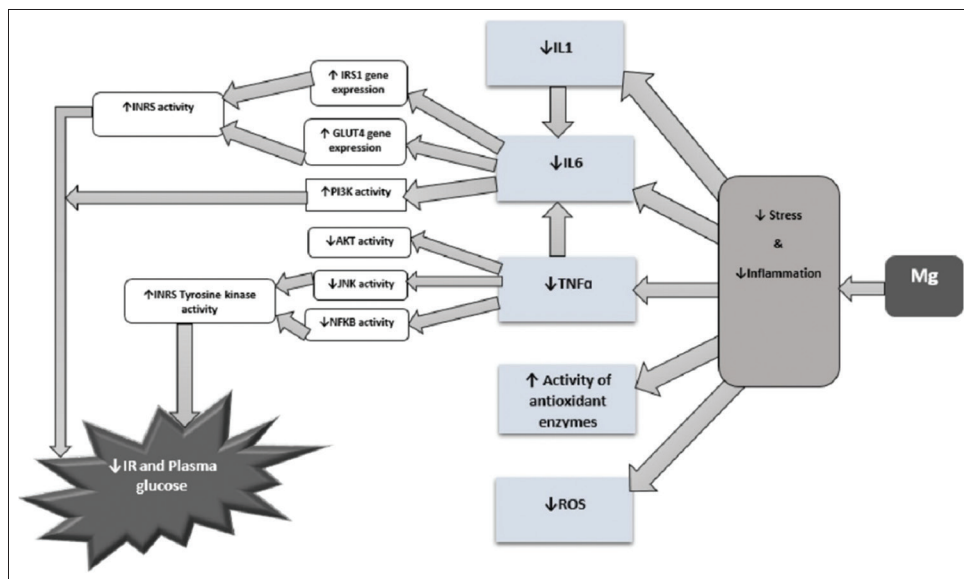 ↓IL1
↑ IRS1 gene
expression
↑INRS activity
↑ GLUT4 gene
expression
↓IL6
↑PI3K activity
↓ Stress
&
↓Inflammation
Mg
↓AKT activity
↓JNK activity
↓TNFα
↑INRS Tyrosine kinase
activity
↓NFKB activity
↑ Activity of
antioxidant
enzymes
↓IR and Plasma
glucose
↓ROS